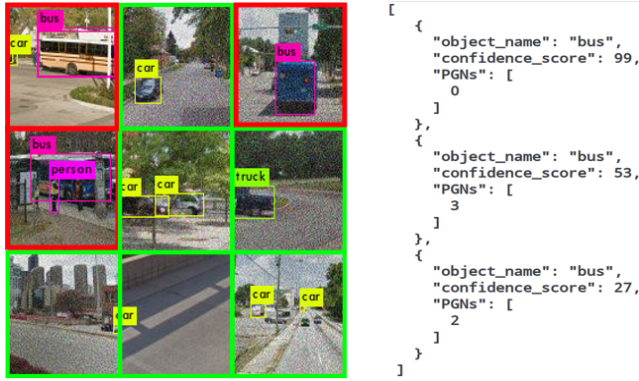 car
bus
car
bus
bus
person
car
car
truck
car
car
car
[
{
"object_name": "bus",
"confidence_score": 99,
"PGNs": [
0
]
},
{
"object_name": "bus",
"confidence_score": 53,
"PGNs": [
3
]
},
{
"object_name": "bus",
"confidence_score": 27,
"PGNs": [
2
]
}
]